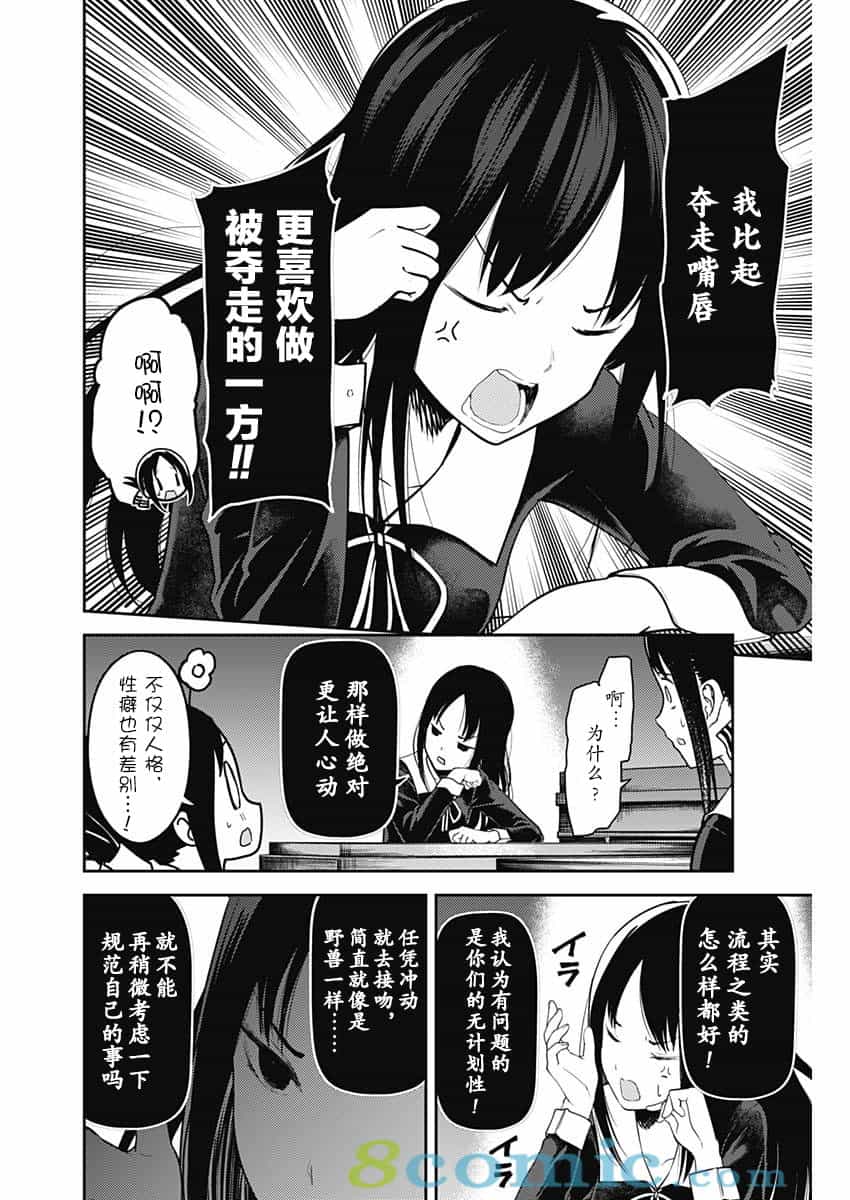 我比起
夺走嘴唇
更喜欢做
被夺走的一方!!
啊
啊!?
啊…
为什么?
那样做绝对
更让人心动
不仅仅人格,
性癖也有差别…!
其实
流程之类的
怎么样都好!
我认为有问题的
是你们的无计划性!
イラ
イラ
任凭冲动
就去接吻,
简直就像是
野兽一样……
就不能
再稍微考虑一下
规范自己的事吗
8comic.com